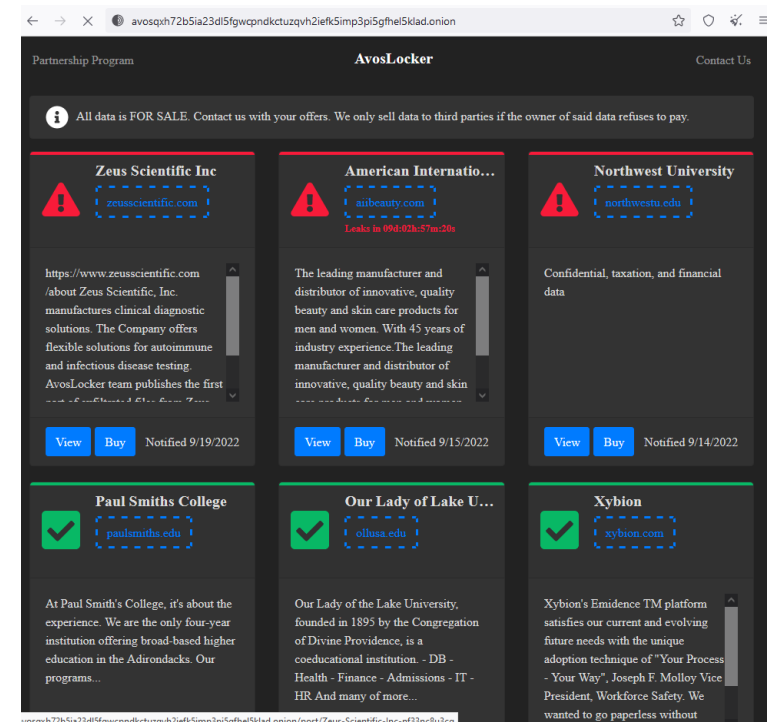 avosqxh72b5ia23dl5fgwcpndkctuzqvh2iefk5imp3pi5gfhel5klad.onion
Partnership Program
AvosLocker
Contact Us
All data is FOR SALE. Contact us with your offers. We only sell data to third parties if the owner of said data refuses to pay.
Zeus Scientific Inc
zeusscientific.com
https://www.zeusscientific.com
/about Zeus Scientific, Inc.
manufactures clinical diagnostic
solutions. The Company offers
flexible solutions for autoimmune
and infectious disease testing.
AvosLocker team publishes the first
part of exfiltrated files from Zeus
View
Buy
Notified 9/19/2022
American Internatio...
aiibeauty.com
Leaks in 09d:02h:57m:20s
The leading manufacturer and
distributor of innovative, quality
beauty and skin care products for
men and women. With 45 years of
industry experience.The leading
manufacturer and distributor of
innovative, quality beauty and skin
care products for men and women
View
Buy
Notified 9/15/2022
Northwest University
northwestu.edu
Confidential, taxation, and financial
data
View
Buy
Notified 9/14/2022
Paul Smiths College
paulsmiths.edu
At Paul Smith's College, it's about the
experience. We are the only four-year
institution offering broad-based higher
education in the Adirondacks. Our
programs...
Our Lady of Lake U...
ollusa.edu
Our Lady of the Lake University,
founded in 1895 by the Congregation
of Divine Providence, is a
coeducational institution. - DB -
Health - Finance - Admissions - IT -
HR And many of more...
Xybion
xybion.com
Xybion's Emidence TM platform
satisfies our current and evolving
future needs with the unique
adoption technique of "Your Process
- Your Way", Joseph F. Molloy Vice
President, Workforce Safety. We
wanted to go paperless without